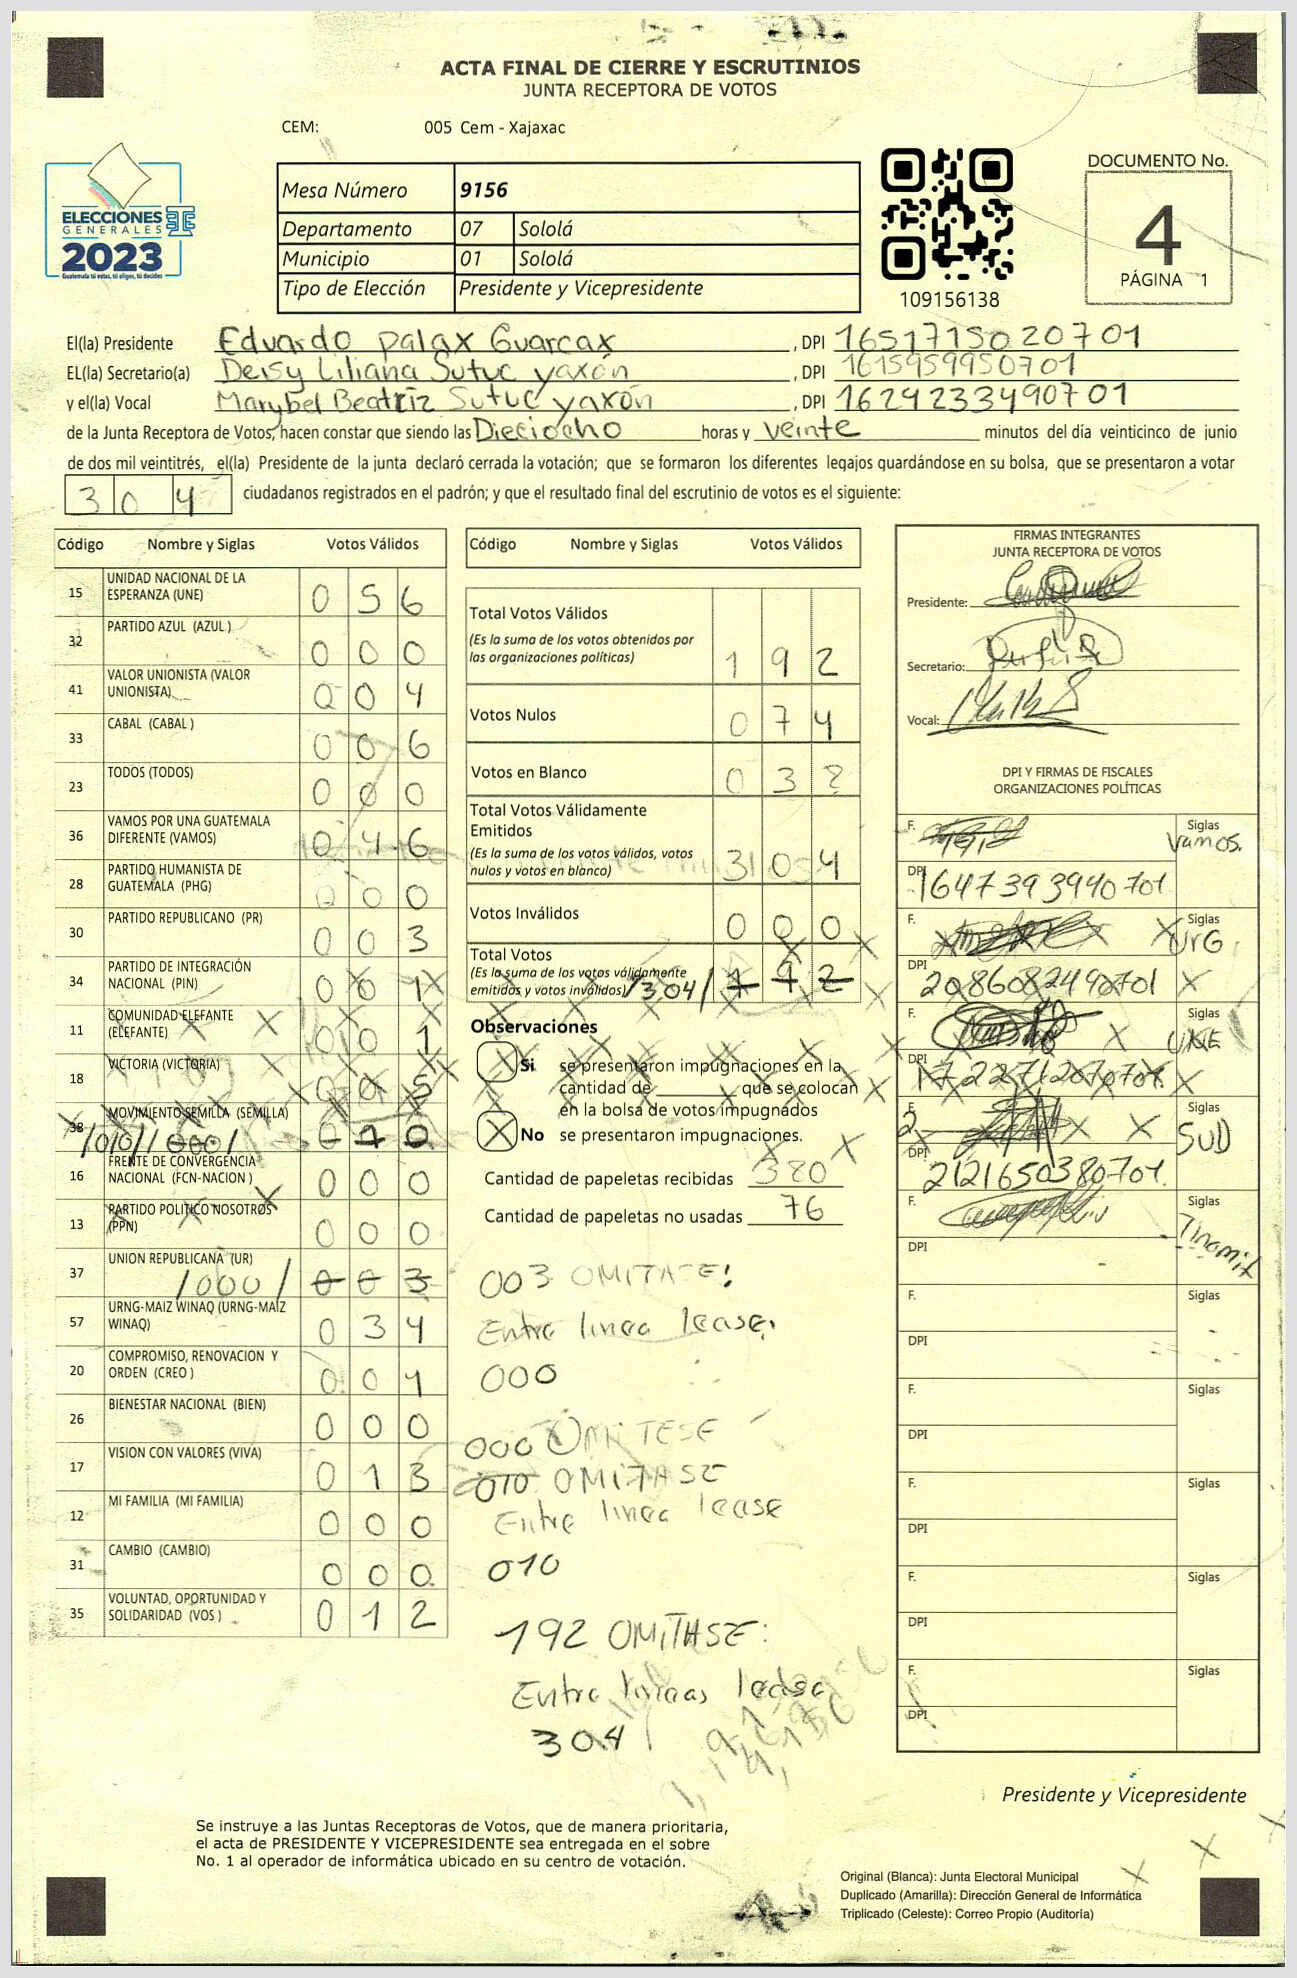 ACTA FINAL DE CIERRE Y ESCRUTINIOS
JUNTA RECEPTORA DE VOTOS
CEM: 005 Cem - Xajaxac
ELECCIONES
GENERALES
2023
Guatemala tú votas, tú eliges, tú decides
Mesa Número 9156
Departamento 07 Sololá
Municipio 01 Sololá
Tipo de Elección Presidente y Vicepresidente
109156138
DOCUMENTO No.
4
PÁGINA 1
El(la) Presidente Eduardo Palax Guarcax , DPI 1651715020701
EL(la) Secretario(a) Deisy Liliana Sutuc yaxón , DPI 1615959950701
y el(la) Vocal Marybel Beatriz Sutuc yaxón , DPI 1624233490701
de la Junta Receptora de Votos, hacen constar que siendo las Dieciocho horas y veinte minutos del día veinticinco de junio
de dos mil veintitrés, el(la) Presidente de la junta declaró cerrada la votación; que se formaron los diferentes legajos guardándose en su bolsa, que se presentaron a votar
304 ciudadanos registrados en el padrón; y que el resultado final del escrutinio de votos es el siguiente:
Código Nombre y Siglas Votos Válidos
15 UNIDAD NACIONAL DE LA ESPERANZA (UNE) 0 5 6
32 PARTIDO AZUL (AZUL ) 0 0 0
41 VALOR UNIONISTA (VALOR UNIONISTA) 0 0 4
33 CABAL (CABAL ) 0 0 6
23 TODOS (TODOS) 0 0 0
36 VAMOS POR UNA GUATEMALA DIFERENTE (VAMOS) 0 4 6
28 PARTIDO HUMANISTA DE GUATEMALA (PHG) 0 0 0
30 PARTIDO REPUBLICANO (PR) 0 0 3
34 PARTIDO DE INTEGRACIÓN NACIONAL (PIN) 0 0 1
11 COMUNIDAD ELEFANTE (ELEFANTE) 0 0 1
18 VICTORIA (VICTORIA) 0 0 5
38 MOVIMIENTO SEMILLA (SEMILLA) /010/ /000/ 0 1 0
16 FRENTE DE CONVERGENCIA NACIONAL (FCN-NACION ) 0 0 0
13 PARTIDO POLITICO NOSOTROS (PPN) 0 0 0
37 UNION REPUBLICANA (UR) /000/ 0 0 3
57 URNG-MAIZ WINAQ (URNG-MAIZ WINAQ) 0 3 4
20 COMPROMISO, RENOVACION Y ORDEN (CREO ) 0 0 1
26 BIENESTAR NACIONAL (BIEN) 0 0 0
17 VISION CON VALORES (VIVA) 0 1 3
12 MI FAMILIA (MI FAMILIA) 0 0 0
31 CAMBIO (CAMBIO) 0 0 0
35 VOLUNTAD, OPORTUNIDAD Y SOLIDARIDAD (VOS ) 0 1 2
Código Nombre y Siglas Votos Válidos
Total Votos Válidos
(Es la suma de los votos obtenidos por
las organizaciones políticas) 1 9 2
Votos Nulos 0 7 4
Votos en Blanco 0 3
Total Votos Válidamente
Emitidos
(Es la suma de los votos válidos, votos
nulos y votos en blanco) 3 0 4
Votos Inválidos 0 0 0
Total Votos
(Es la suma de los votos válidamente
emitidos y votos inválidos) /304/ 1 9 2
Observaciones
Si se presentaron impugnaciones en la
cantidad de ______ que se colocan
en la bolsa de votos impugnados
X No se presentaron impugnaciones.
Cantidad de papeletas recibidas 380
Cantidad de papeletas no usadas 76
003 OMITASE!
Entre linea lease:
000
000 OMITESE
010 OMITASE
Entre linea lease
010
192 OMITASE:
Entre lineas lease
304
FIRMAS INTEGRANTES
JUNTA RECEPTORA DE VOTOS
Presidente:
Secretario:
Vocal:
DPI Y FIRMAS DE FISCALES
ORGANIZACIONES POLÍTICAS
F. Siglas Vamos.
DPI 1647393940701
F. Siglas UrG
DPI 2086082490701
F. Siglas UNE
DPI 1722712070701
F. Siglas SUD
DPI 2121650380701.
F. Siglas Tinamit
DPI
F. Siglas
DPI
F. Siglas
DPI
F. Siglas
DPI
F. Siglas
DPI
F. Siglas
DPI
Presidente y Vicepresidente
Se instruye a las Juntas Receptoras de Votos, que de manera prioritaria,
el acta de PRESIDENTE Y VICEPRESIDENTE sea entregada en el sobre
No. 1 al operador de informática ubicado en su centro de votación.
Original (Blanca): Junta Electoral Municipal
Duplicado (Amarilla): Dirección General de Informática
Triplicado (Celeste): Correo Propio (Auditoría)